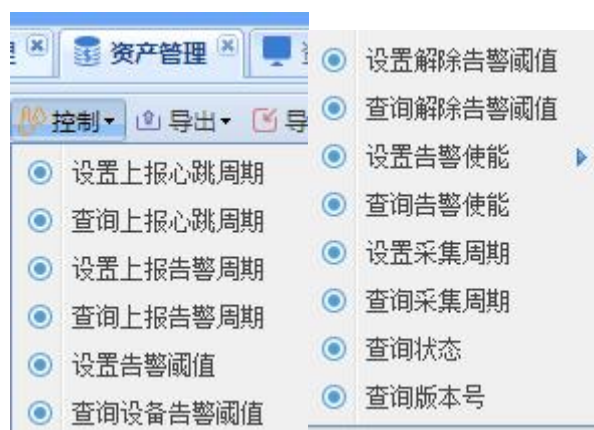 资产管理
控制 导出
设置上报心跳周期
查询上报心跳周期
设置上报告警周期
查询上报告警周期
设置告警阈值
查询设备告警阈值
设置解除告警阈值
查询解除告警阈值
设置告警使能
查询告警使能
设置采集周期
查询采集周期
查询状态
查询版本号